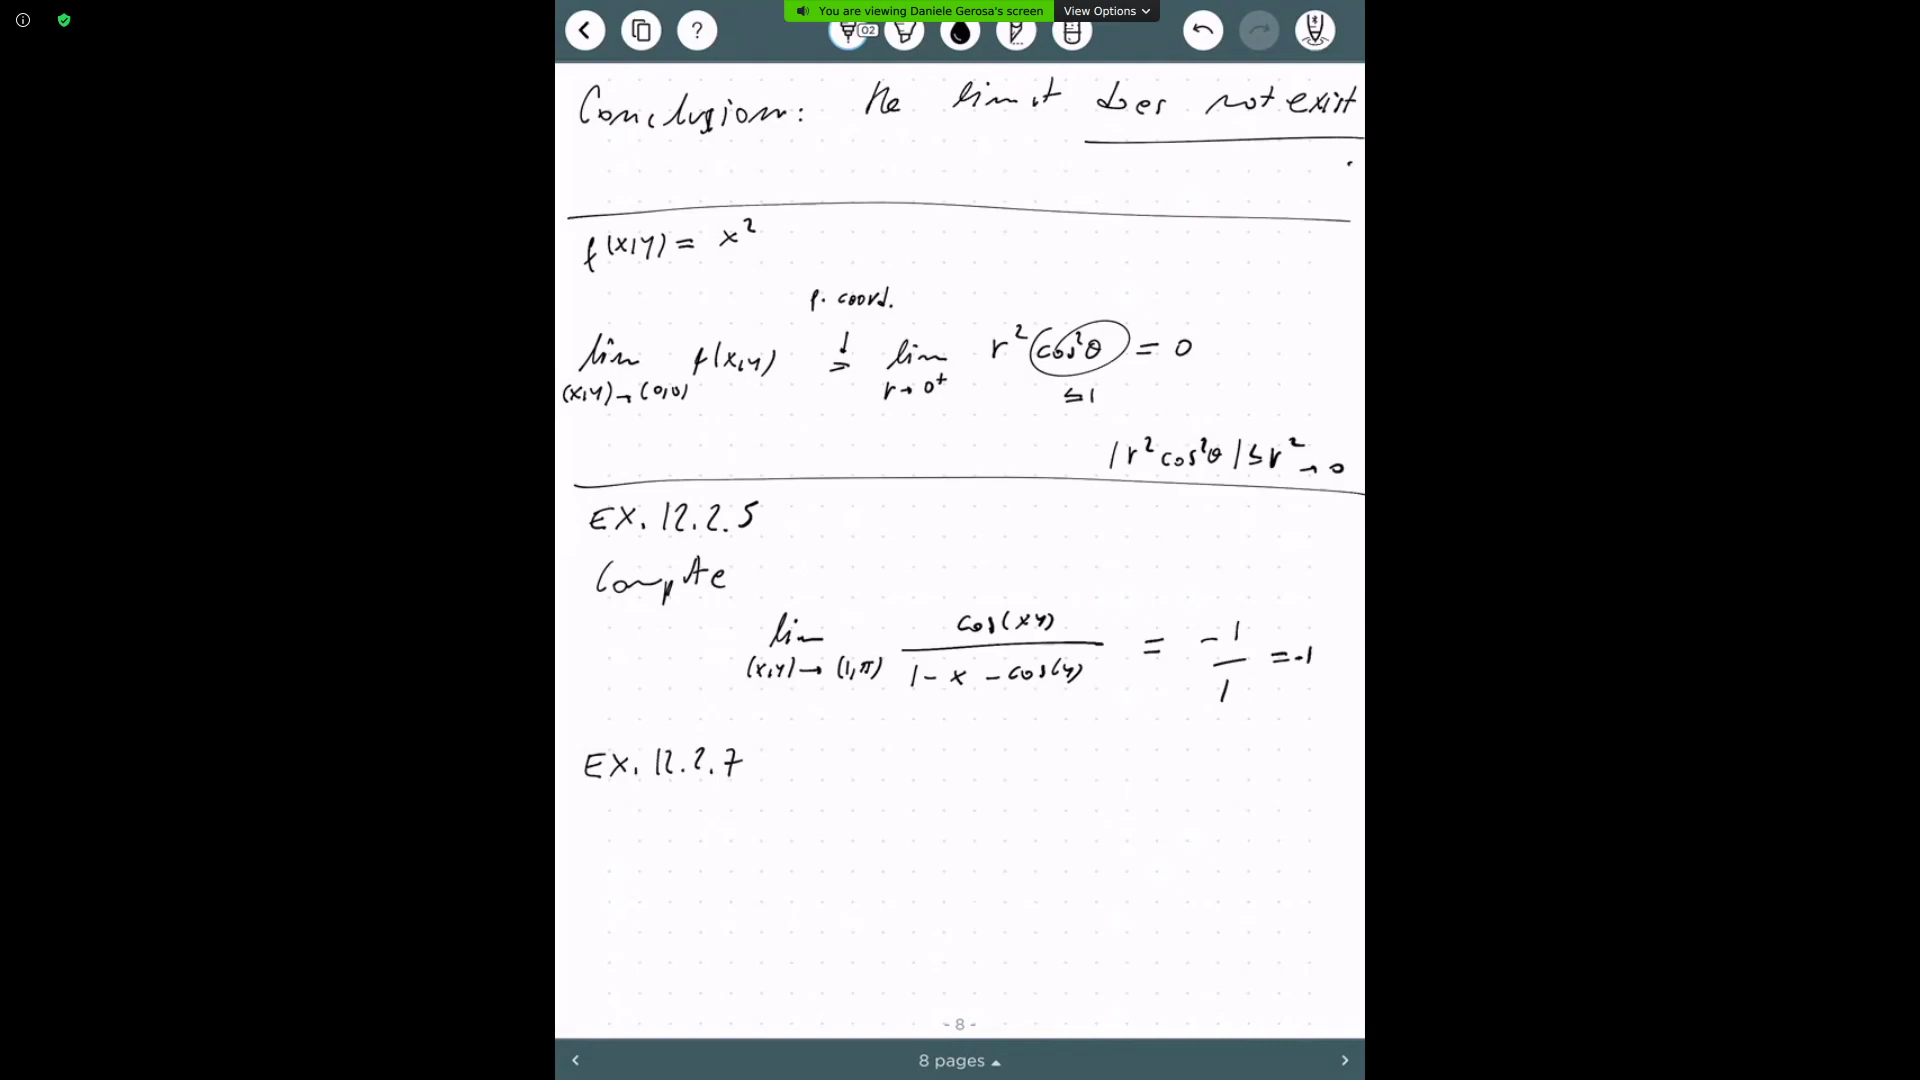 You are viewing Daniele Gerosa's screen
View Options
?
02
Conclusion: the limit does not exist.
f(x,y) = x²
p. coord.
↓
lim f(x,y) = lim r² cos²θ = 0
(x,y)→(0,0) r→0⁺ ≤1
|r² cos²θ| ≤ r² → 0
EX. 12.2.5
Compute
lim cos(xy) / (1 - x - cos(y)) = -1/1 = -1
(x,y)→(1,π)
EX. 12.2.7
- 8 -
8 pages